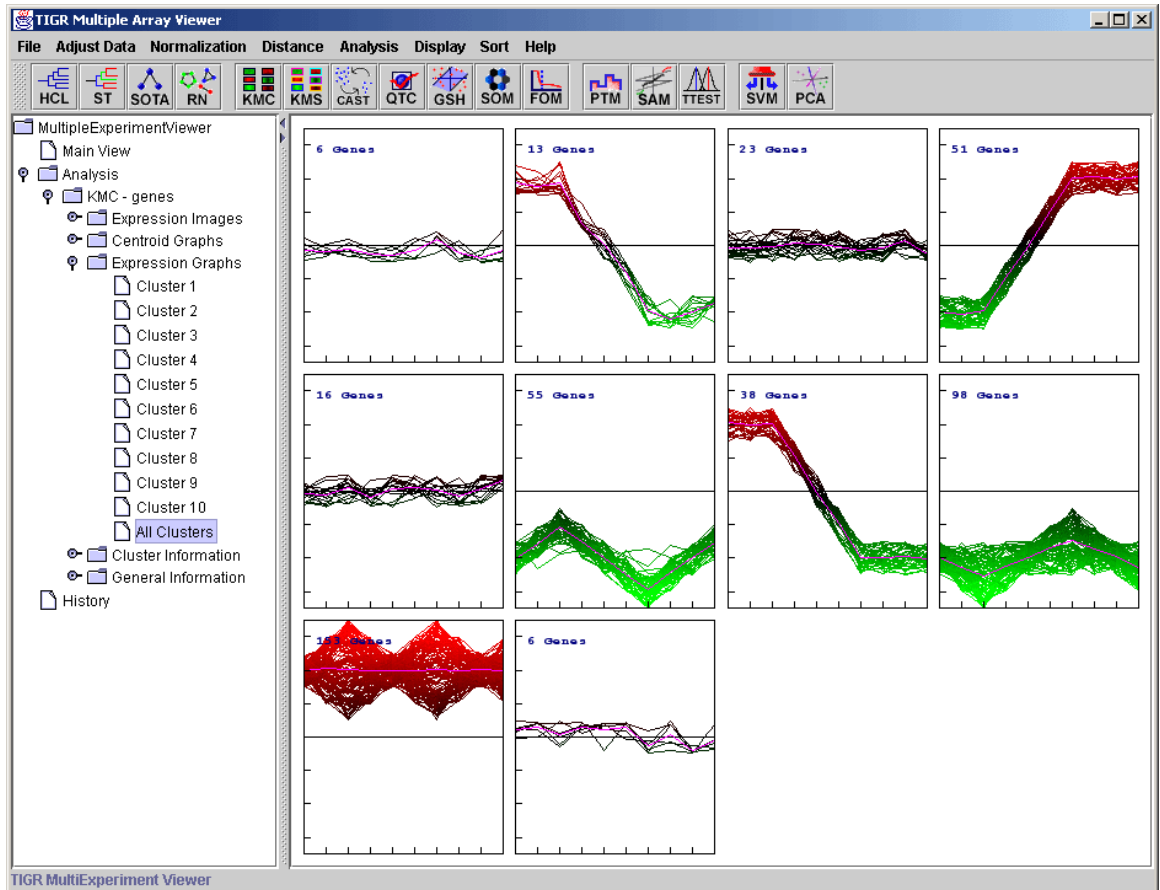 TIGR Multiple Array Viewer
File Adjust Data Normalization Distance Analysis Display Sort Help
HCL ST SOTA RN KMC KMS CAST QTC GSH SOM FOM PTM SAM TTEST SVM PCA
MultipleExperimentViewer
Main View
Analysis
KMC - genes
Expression Images
Centroid Graphs
Expression Graphs
Cluster 1
Cluster 2
Cluster 3
Cluster 4
Cluster 5
Cluster 6
Cluster 7
Cluster 8
Cluster 9
Cluster 10
All Clusters
Cluster Information
General Information
History
6 Genes
13 Genes
23 Genes
51 Genes
16 Genes
55 Genes
38 Genes
98 Genes
153 Genes
6 Genes
TIGR MultiExperiment Viewer